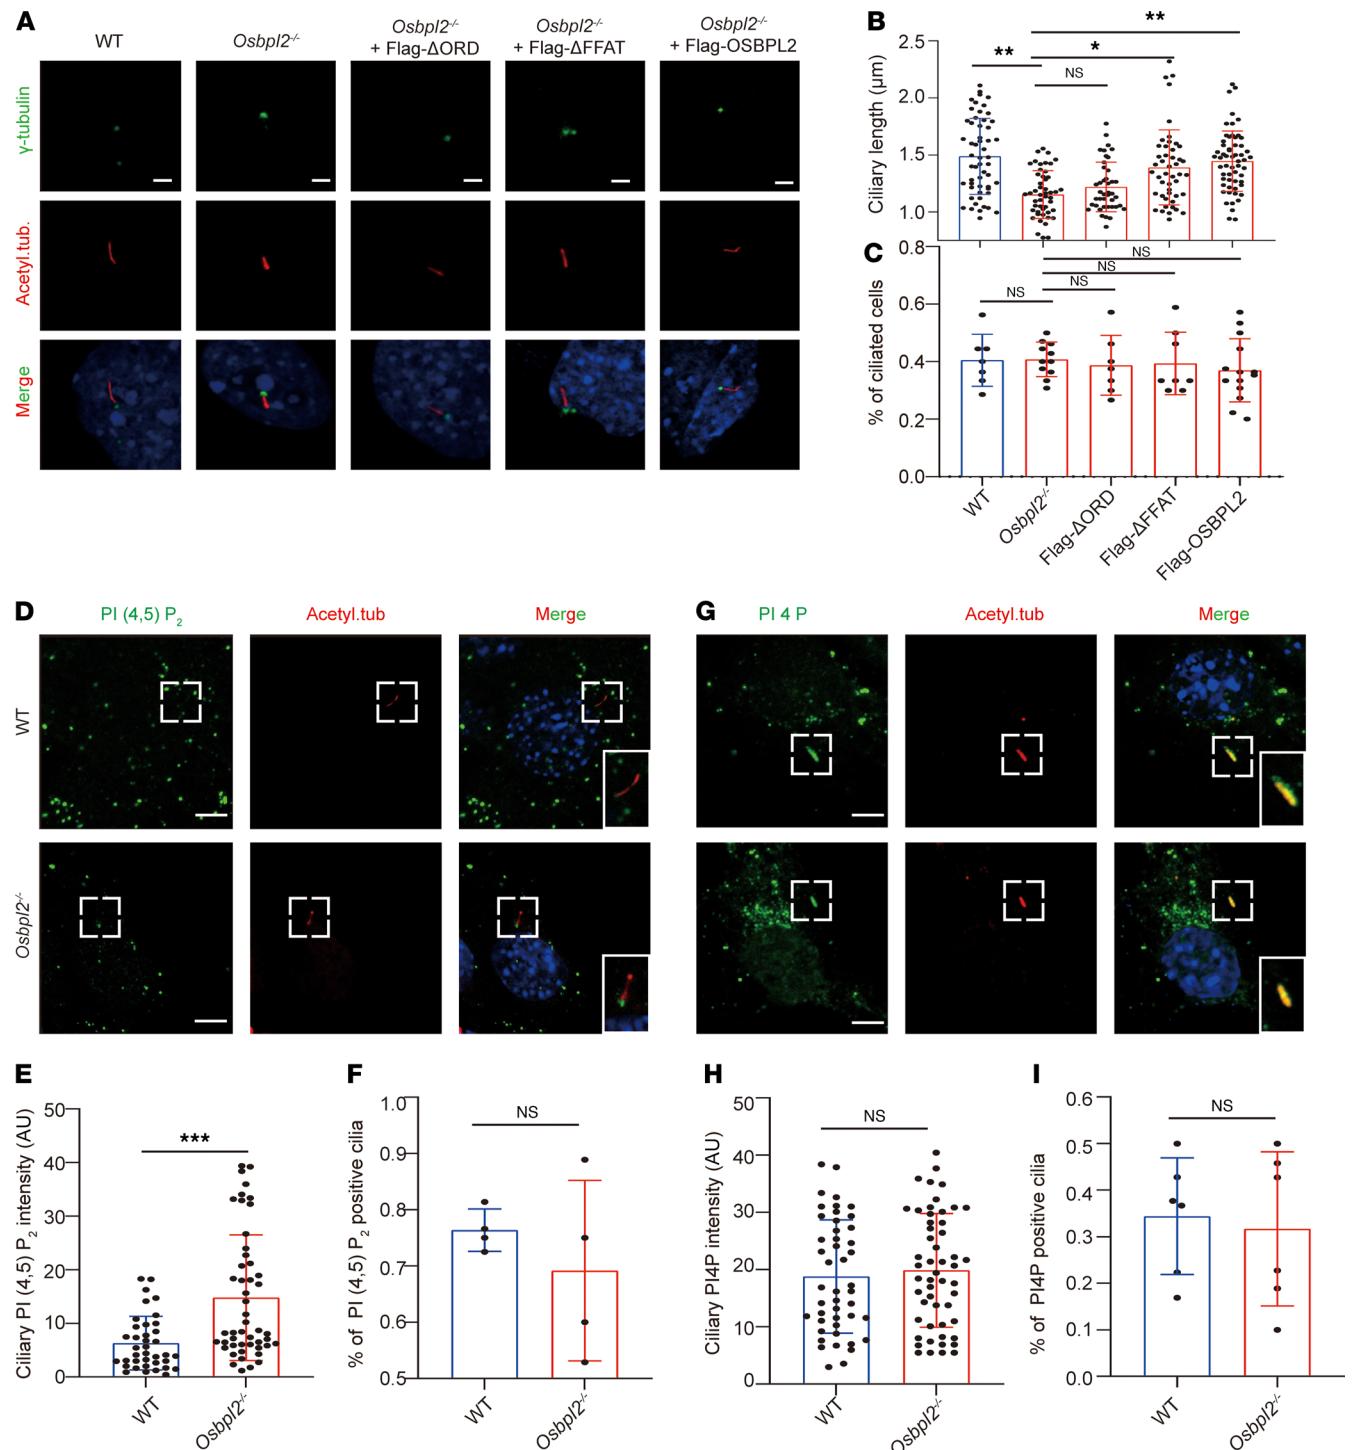 A
WT
Osbpl2-/-
Osbpl2-/-
+ Flag-ΔORD
Osbpl2-/-
+ Flag-ΔFFAT
Osbpl2-/-
+ Flag-OSBPL2
γ-tubulin
Acetyl.tub.
Merge
B
Ciliary length (µm)
2.5
2.0
1.5
1.0
**
NS
*
**
C
% of ciliated cells
0.8
0.6
0.4
0.2
0.0
NS
NS
NS
NS
WT
Osbpl2-/-
Flag-ΔORD
Flag-ΔFFAT
Flag-OSBPL2
D
PI (4,5) P2
Acetyl.tub
Merge
WT
Osbpl2-/-
G
PI 4 P
Acetyl.tub
Merge
E
Ciliary PI (4,5) P2 intensity (AU)
50
40
30
20
10
0
***
WT
Osbpl2-/-
F
% of PI (4,5) P2 positive cilia
1.0
0.9
0.8
0.7
0.6
0.5
NS
WT
Osbpl2-/-
H
Ciliary PI4P intensity (AU)
50
40
30
20
10
0
NS
WT
Osbpl2-/-
I
% of PI4P positive cilia
0.6
0.5
0.4
0.3
0.2
0.1
0.0
NS
WT
Osbpl2-/-